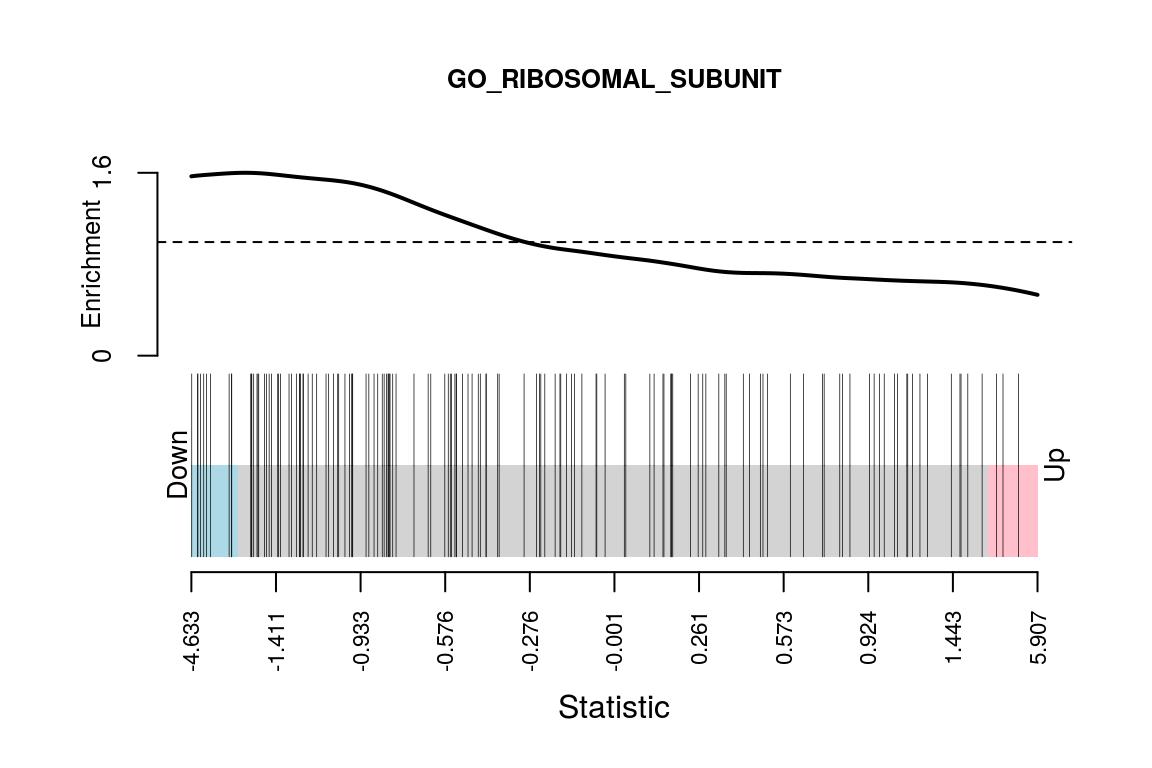 GO_RIBOSOMAL_SUBUNIT
Enrichment
1.6
0
Down
Up
-4.633
-1.411
-0.933
-0.576
-0.276
-0.001
0.261
0.573
0.924
1.443
5.907
Statistic